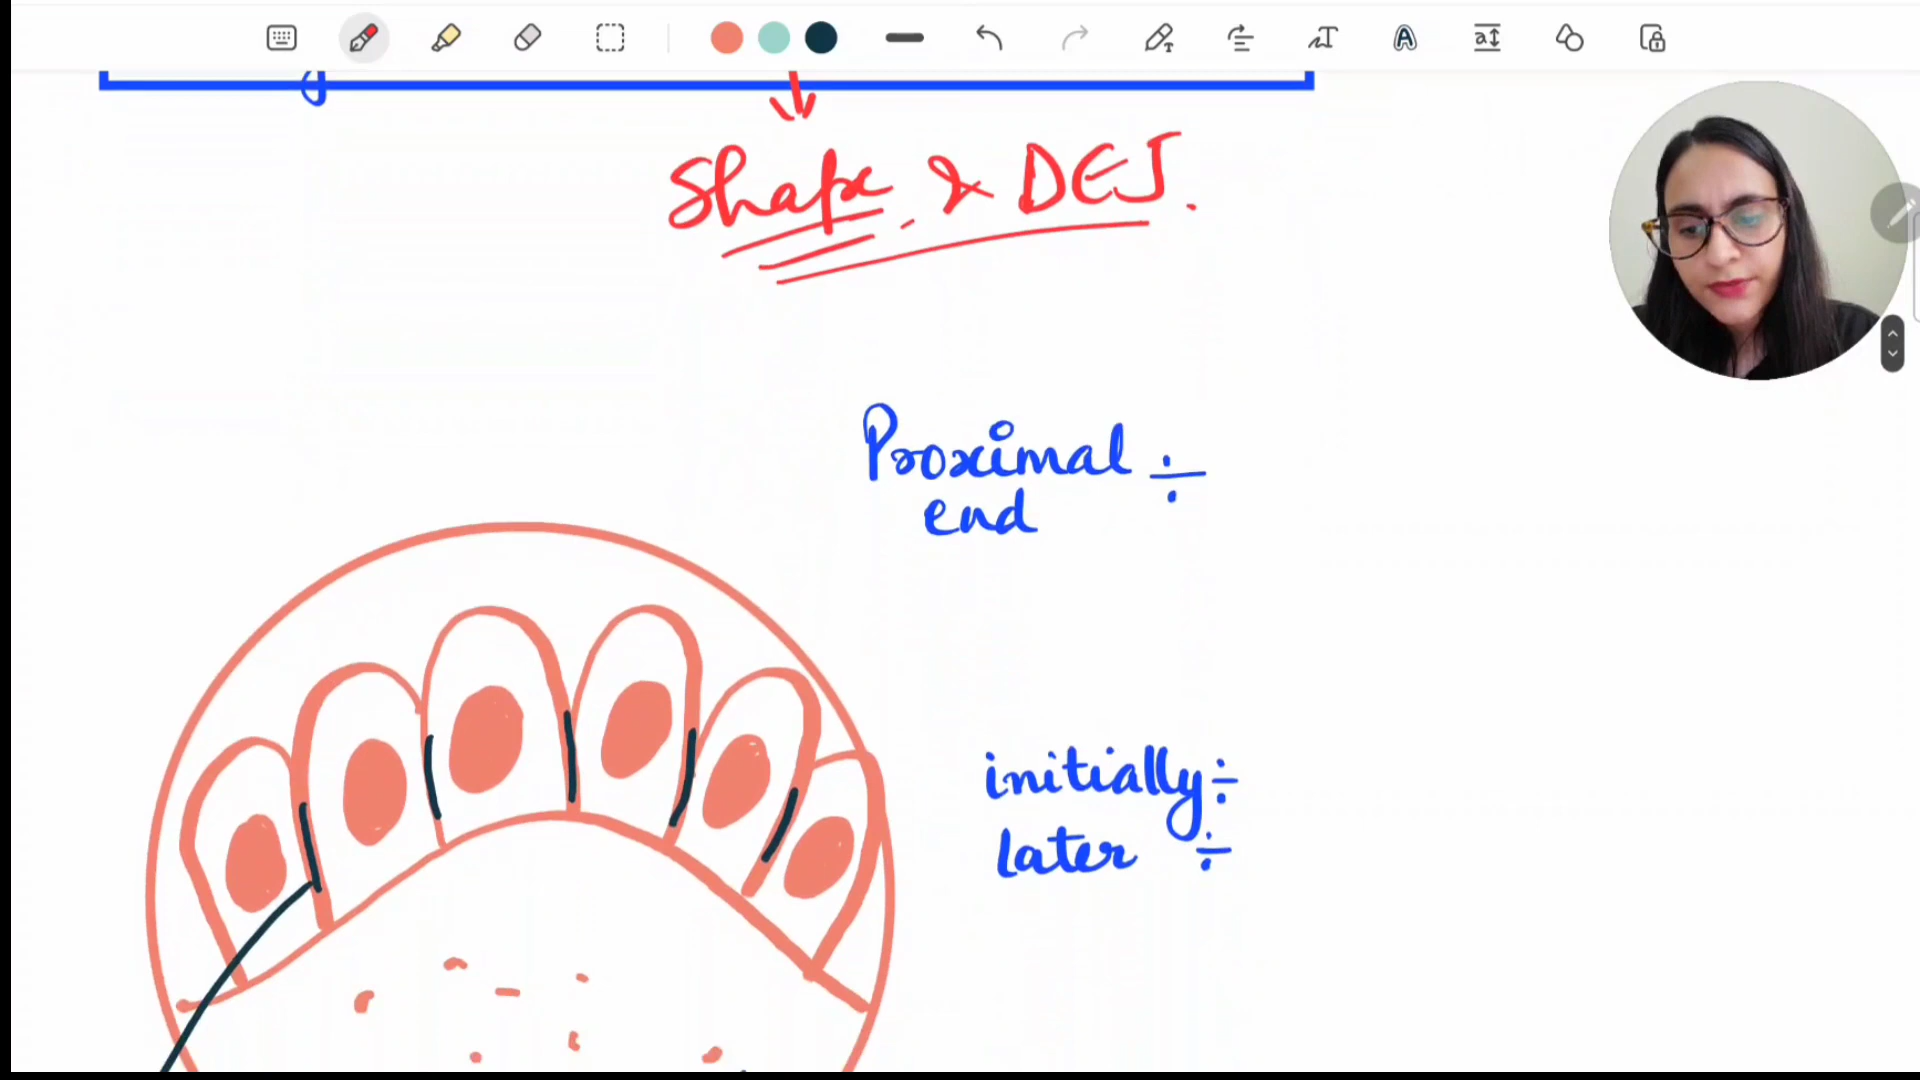 Shape. & DEJ.
Proximal ÷
end
initially ÷
later ÷